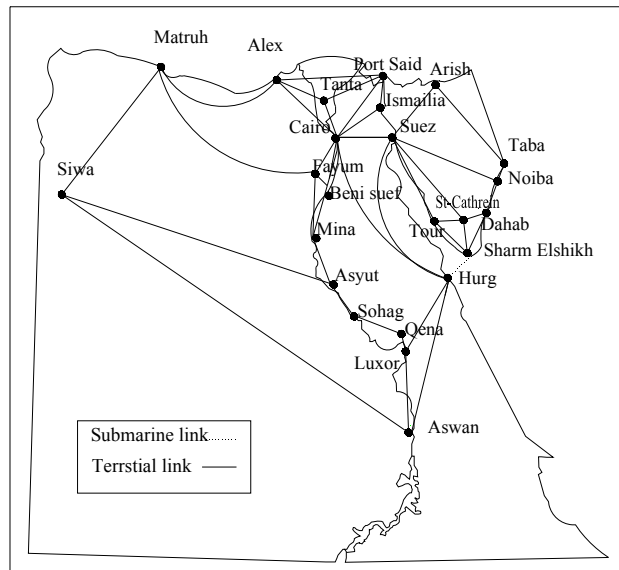 Matruh
Alex
Port Said
Arish
Tanta
Ismailia
Cairo
Suez
Taba
Siwa
Fayum
Noiba
Beni suef
St-Cathrein
Dahab
Mina
Tour
Sharm Elshikh
Asyut
Hurg
Sohag
Qena
Luxor
Aswan
Submarine link
Terrstial link